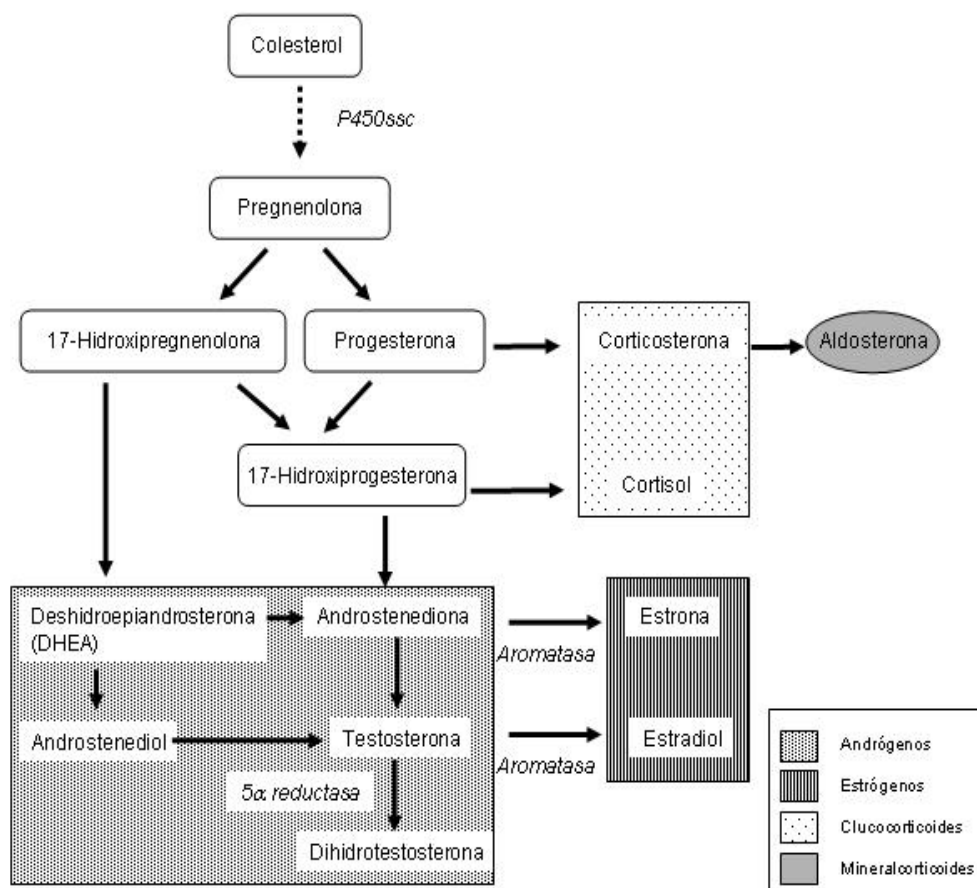 Colesterol
P450ssc
Pregnenolona
17-Hidroxipregnenolona
Progesterona
Corticosterona
Aldosterona
17-Hidroxiprogesterona
Cortisol
Deshidroepiandrosterona
(DHEA)
Androstenediona
Aromatasa
Estrona
Androstenediol
Testosterona
Aromatasa
Estradiol
5α reductasa
Dihidrotestosterona
Andrógenos
Estrógenos
Clucocorticoides
Mineralcorticoides